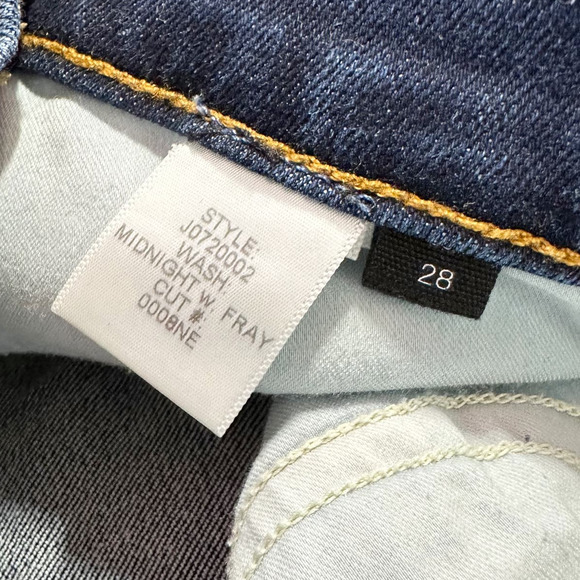 STYLE:
J0720002
WASH:
MIDNIGHT W. FRAY
CUT #:
0008NE
28